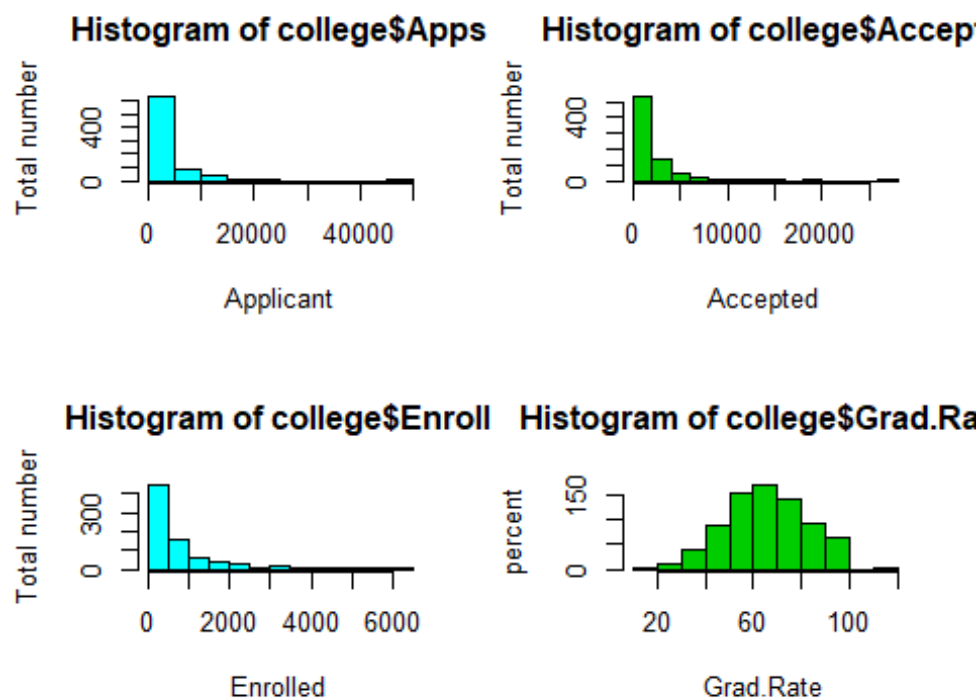 Histogram of college$Apps
Total number
400
0
0 20000 40000
Applicant
Histogram of college$Accept
Total number
400
0
0 10000 20000
Accepted
Histogram of college$Enroll
Total number
300
0
0 2000 4000 6000
Enrolled
Histogram of college$Grad.Ra
percent
150
0
20 60 100
Grad.Rate